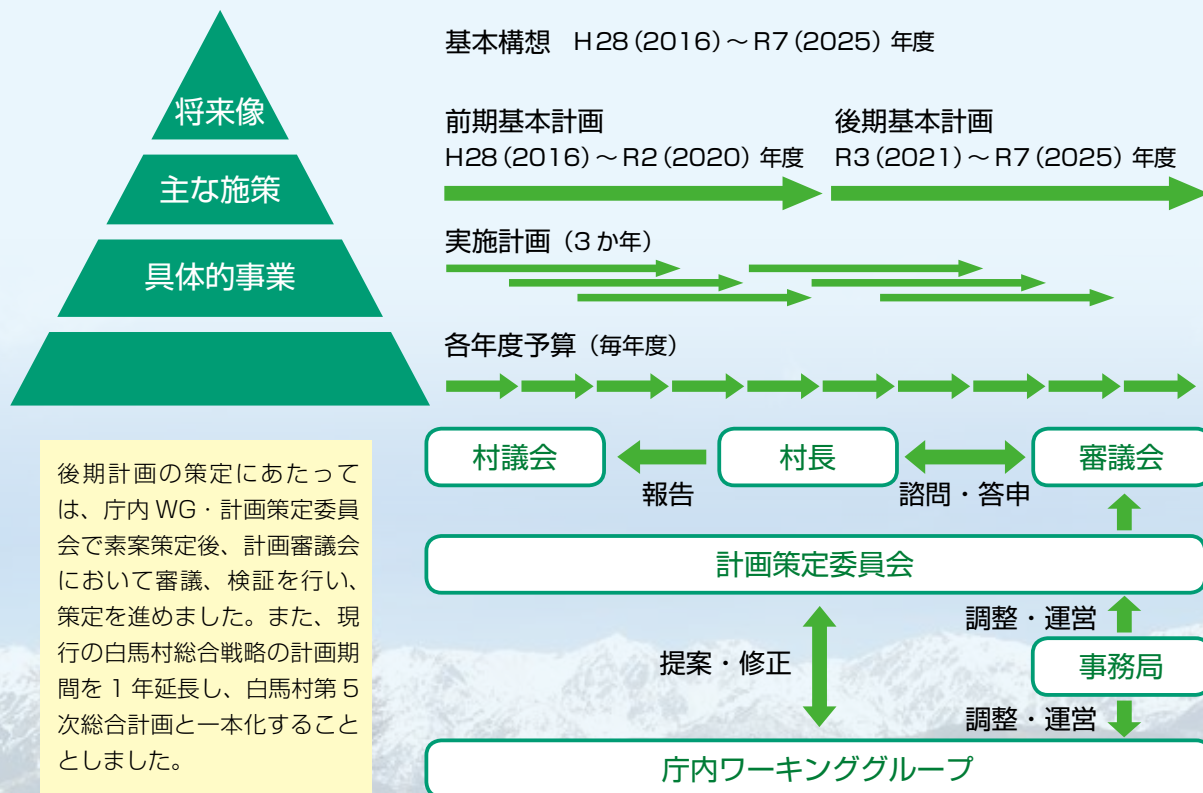 将来像
主な施策
具体的事業
基本構想 H28(2016)～R7(2025)年度
前期基本計画
H28(2016)～R2(2020)年度
後期基本計画
R3(2021)～R7(2025)年度
実施計画(3か年)
各年度予算(毎年度)
後期計画の策定にあたって
は、庁内WG・計画策定委員
会で素案策定後、計画審議会
において審議、検証を行い、
策定を進めました。また、現
行の白馬村総合戦略の計画期
間を1年延長し、白馬村第5
次総合計画と一本化すること
としました。
村議会
報告
村長
諮問・答申
審議会
計画策定委員会
提案・修正
調整・運営
事務局
調整・運営
庁内ワーキンググループ